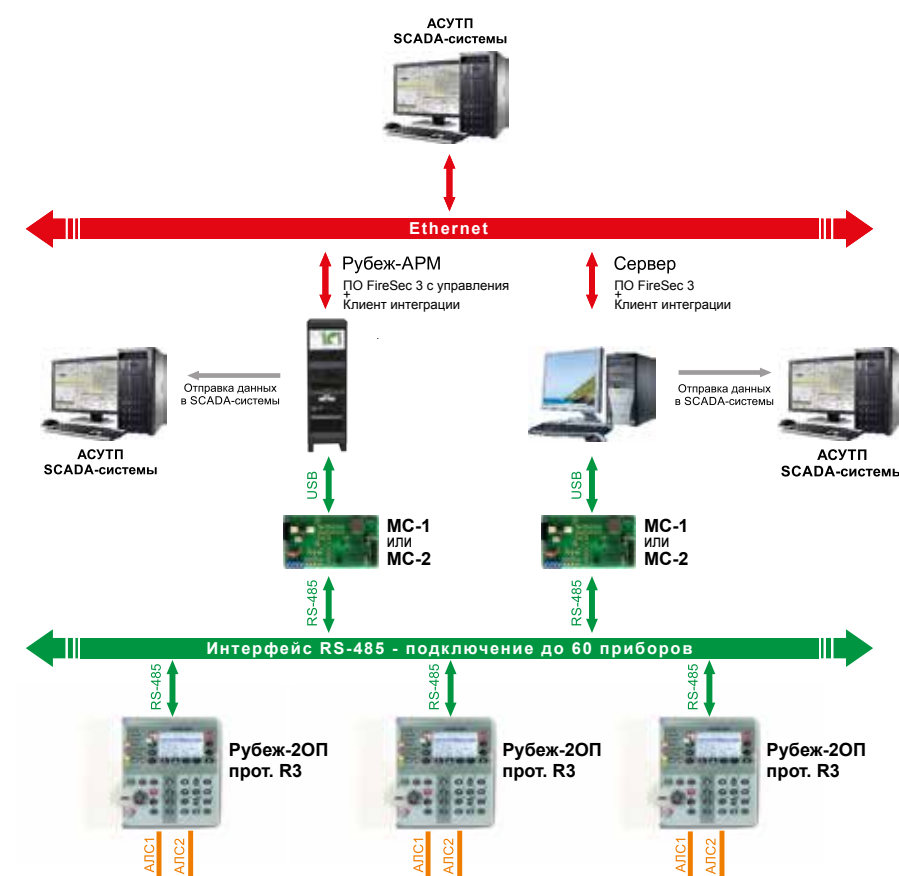 АСУТП
SCADA-системы
Ethernet
Рубеж-АРМ
ПО FireSec 3 с управления
+
Клиент интеграции
Сервер
ПО FireSec 3
+
Клиент интеграции
Отправка данных
в SCADA-системы
Отправка данных
в SCADA-системы
АСУТП
SCADA-системы
АСУТП
SCADA-системы
USB
USB
МС-1
ИЛИ
МС-2
МС-1
ИЛИ
МС-2
RS-485
RS-485
Интерфейс RS-485 - подключение до 60 приборов
RS-485
RS-485
RS-485
Рубеж-2ОП
прот. R3
Рубеж-2ОП
прот. R3
Рубеж-2ОП
прот. R3
АЛС1
АЛС2
АЛС1
АЛС2
АЛС1
АЛС2